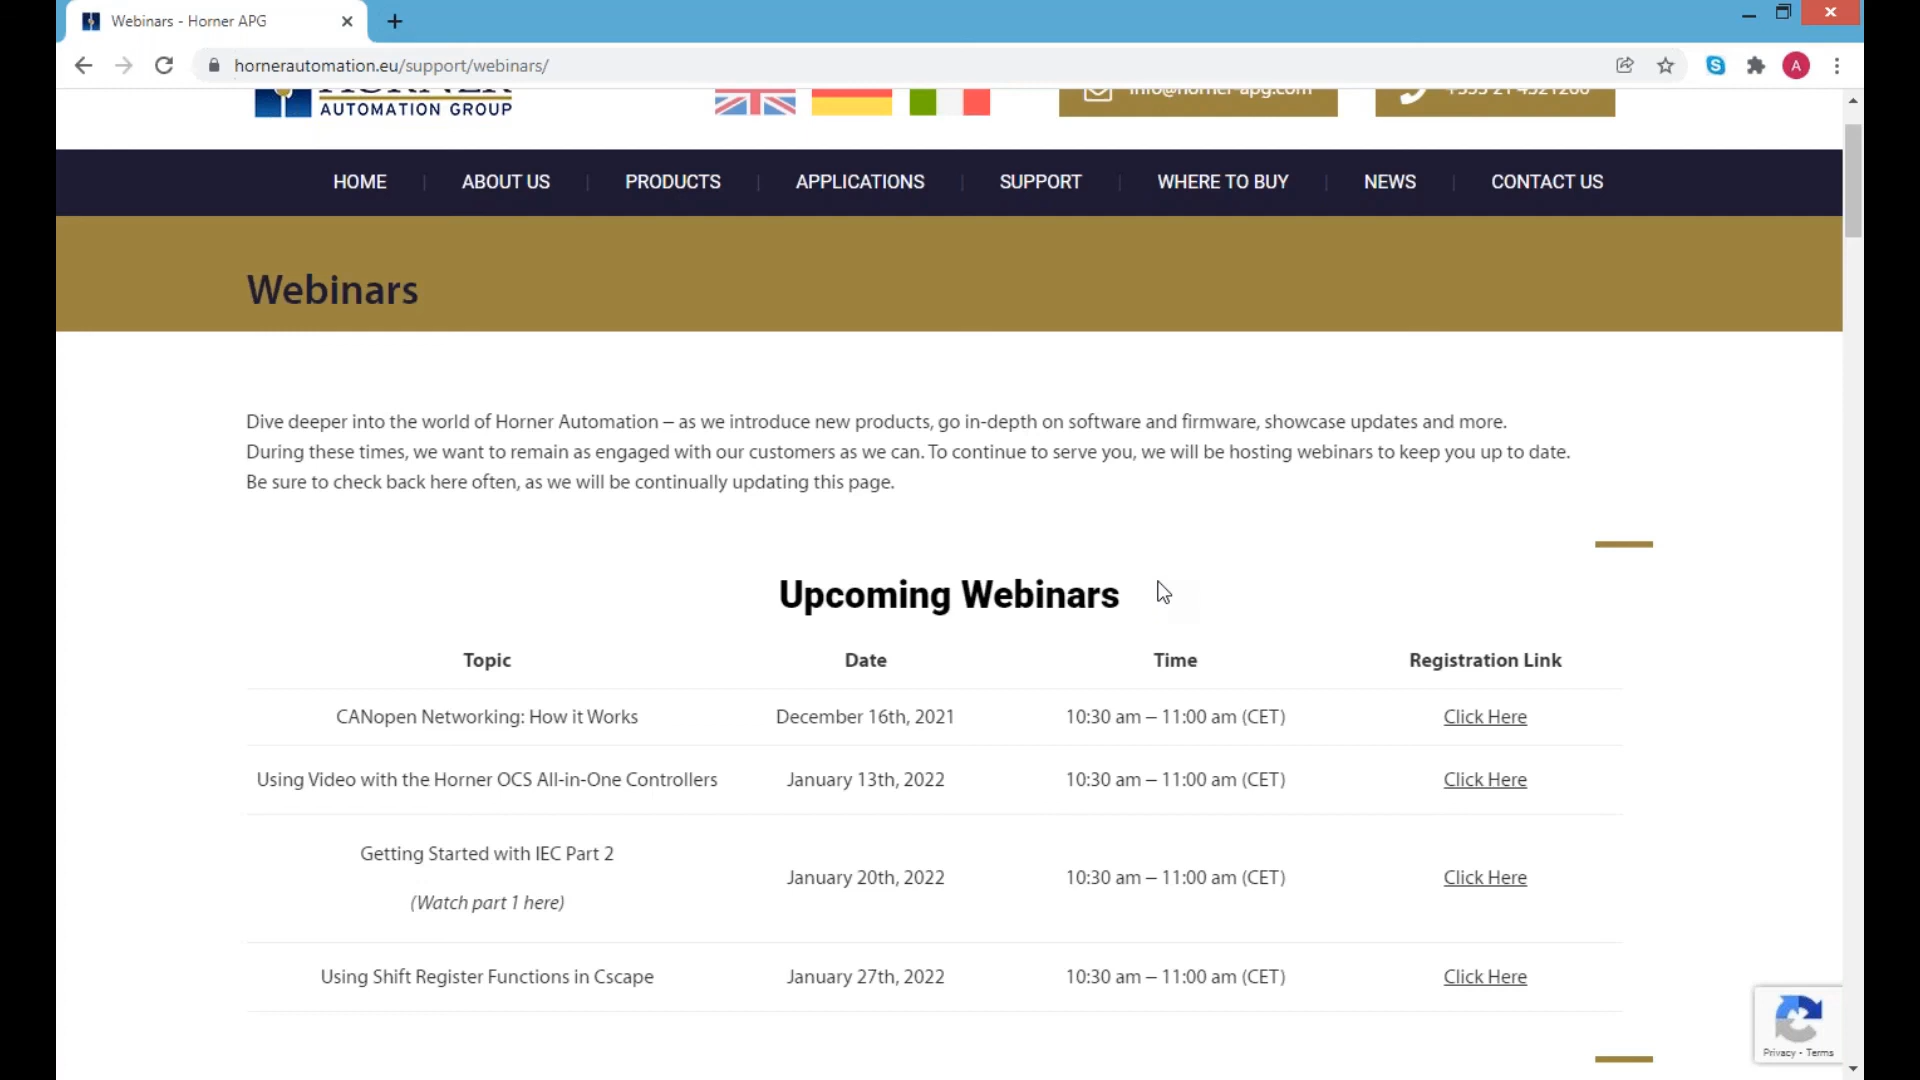 Webinars - Horner APG
hornerautomation.eu/support/webinars/
S
A
HORNER
AUTOMATION GROUP
info@horner-apg.com
+353 21 4321266
HOME
ABOUT US
PRODUCTS
APPLICATIONS
SUPPORT
WHERE TO BUY
NEWS
CONTACT US
Webinars
Dive deeper into the world of Horner Automation – as we introduce new products, go in-depth on software and firmware, showcase updates and more.
During these times, we want to remain as engaged with our customers as we can. To continue to serve you, we will be hosting webinars to keep you up to date.
Be sure to check back here often, as we will be continually updating this page.
Upcoming Webinars
Topic Date Time Registration Link
CANopen Networking: How it Works December 16th, 2021 10:30 am – 11:00 am (CET) Click Here
Using Video with the Horner OCS All-in-One Controllers January 13th, 2022 10:30 am – 11:00 am (CET) Click Here
Getting Started with IEC Part 2
(Watch part 1 here)
January 20th, 2022 10:30 am – 11:00 am (CET) Click Here
Using Shift Register Functions in Cscape January 27th, 2022 10:30 am – 11:00 am (CET) Click Here
Privacy - Terms